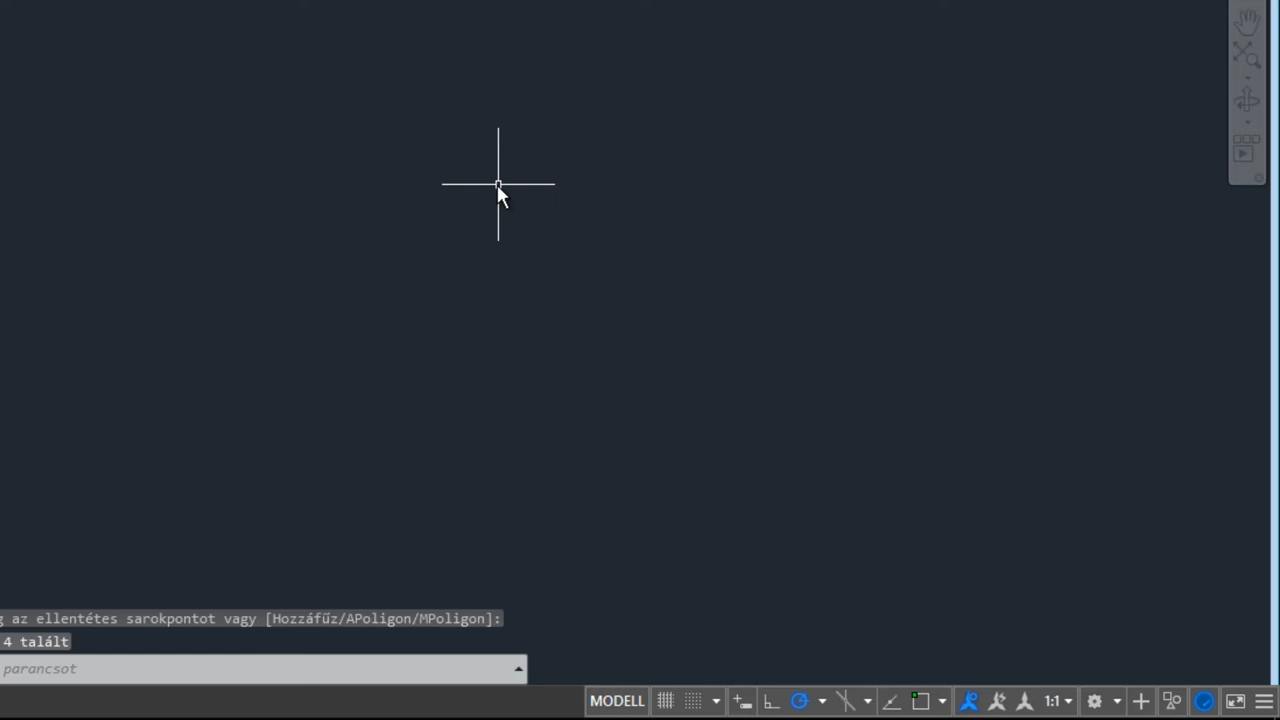 az ellentétes sarokpontot vagy [Hozzáfűz/APoligon/MPoligon]:
4 talált
parancsot
MODELL 1:1